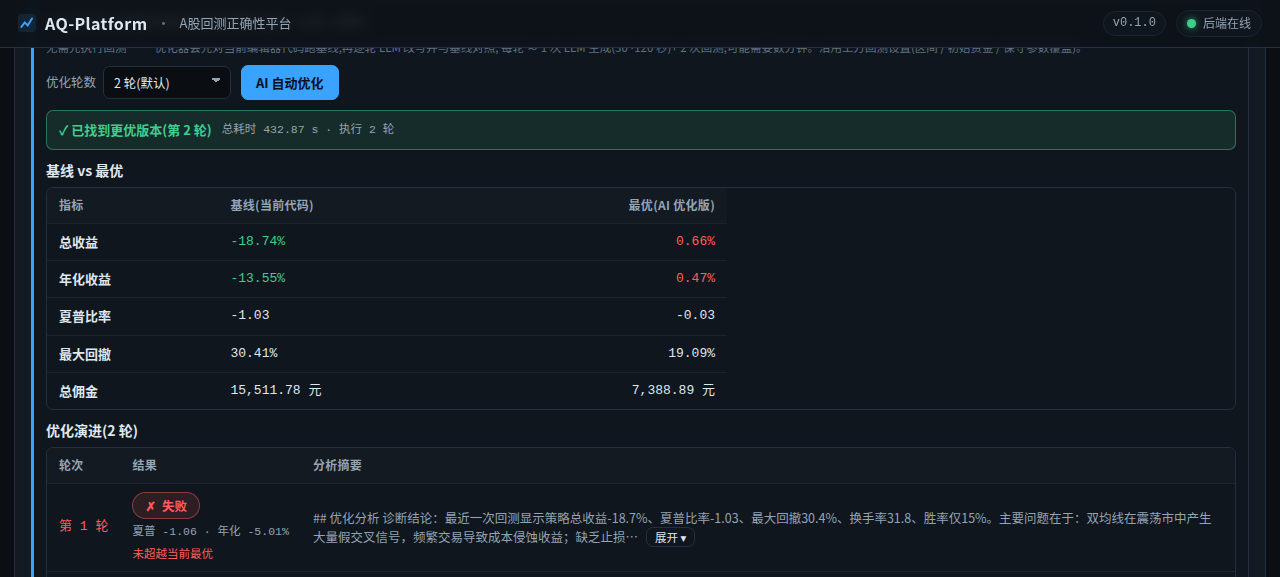 AQ-Platform · A股回测正确性平台
v0.1.0
后端在线
优化轮数
2 轮(默认)
AI 自动优化
✓ 已找到更优版本(第 2 轮) 总耗时 432.87 s · 执行 2 轮
基线 vs 最优
指标 基线(当前代码) 最优(AI 优化版)
总收益 -18.74% 0.66%
年化收益 -13.55% 0.47%
夏普比率 -1.03 -0.03
最大回撤 30.41% 19.09%
总佣金 15,511.78 元 7,388.89 元
优化演进(2 轮)
轮次 结果 分析摘要
第 1 轮
✗ 失败
夏普 -1.06 · 年化 -5.01%
未超越当前最优
## 优化分析 诊断结论：最近一次回测显示策略总收益-18.7%、夏普比率-1.03、最大回撤30.4%、换手率31.8、胜率仅15%。主要问题在于：双均线在震荡市中产生
大量假交叉信号，频繁交易导致成本侵蚀收益；缺乏止损…
展开 ▾